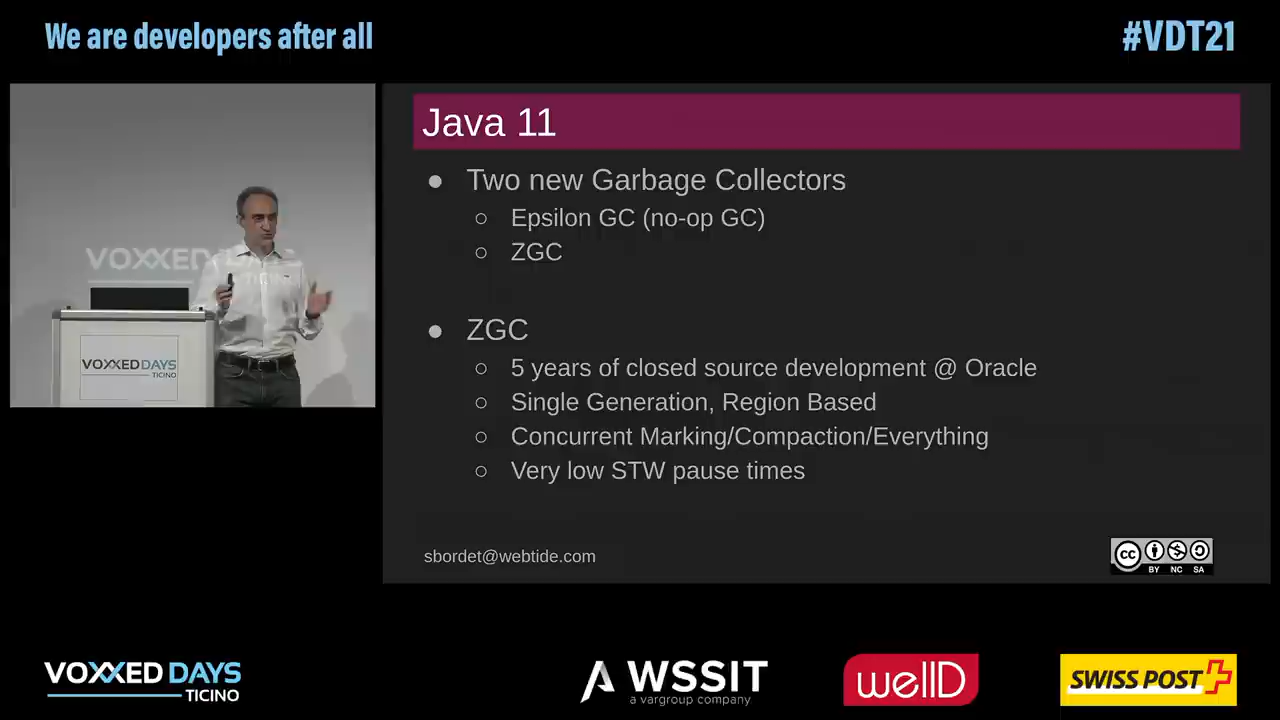 We are developers after all
#VDT21
VOXXED DAYS
VOXXED DAYS
TICINO
Java 11
● Two new Garbage Collectors
○ Epsilon GC (no-op GC)
○ ZGC
● ZGC
○ 5 years of closed source development @ Oracle
○ Single Generation, Region Based
○ Concurrent Marking/Compaction/Everything
○ Very low STW pause times
sbordet@webtide.com
cc
BY NC SA
VOXXED DAYS
TICINO
WSSIT
a vargroup company
wellD
SWISS POST